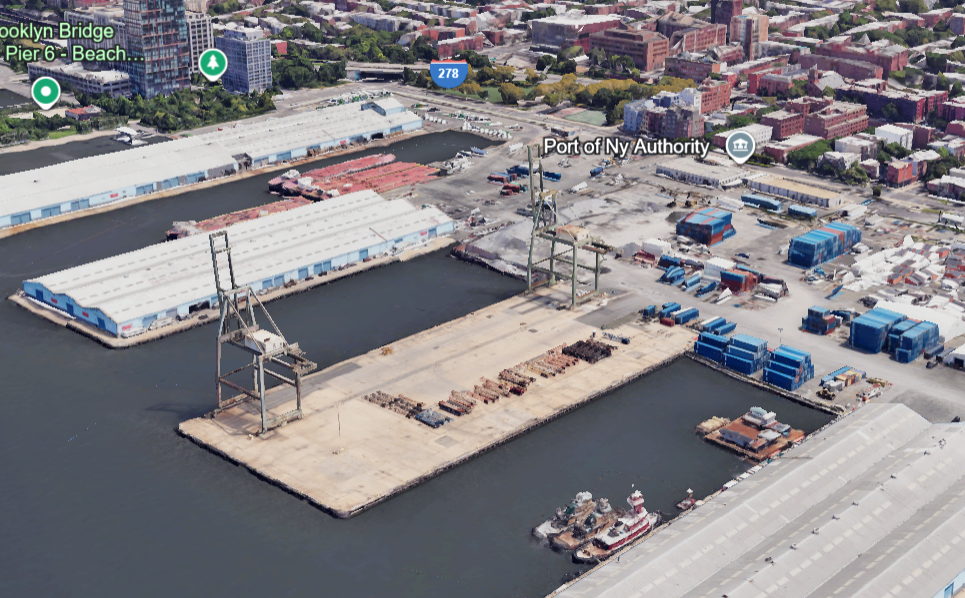 ooklyn Bridge
Pier 6 - Beach...
278
Port of Ny Authority